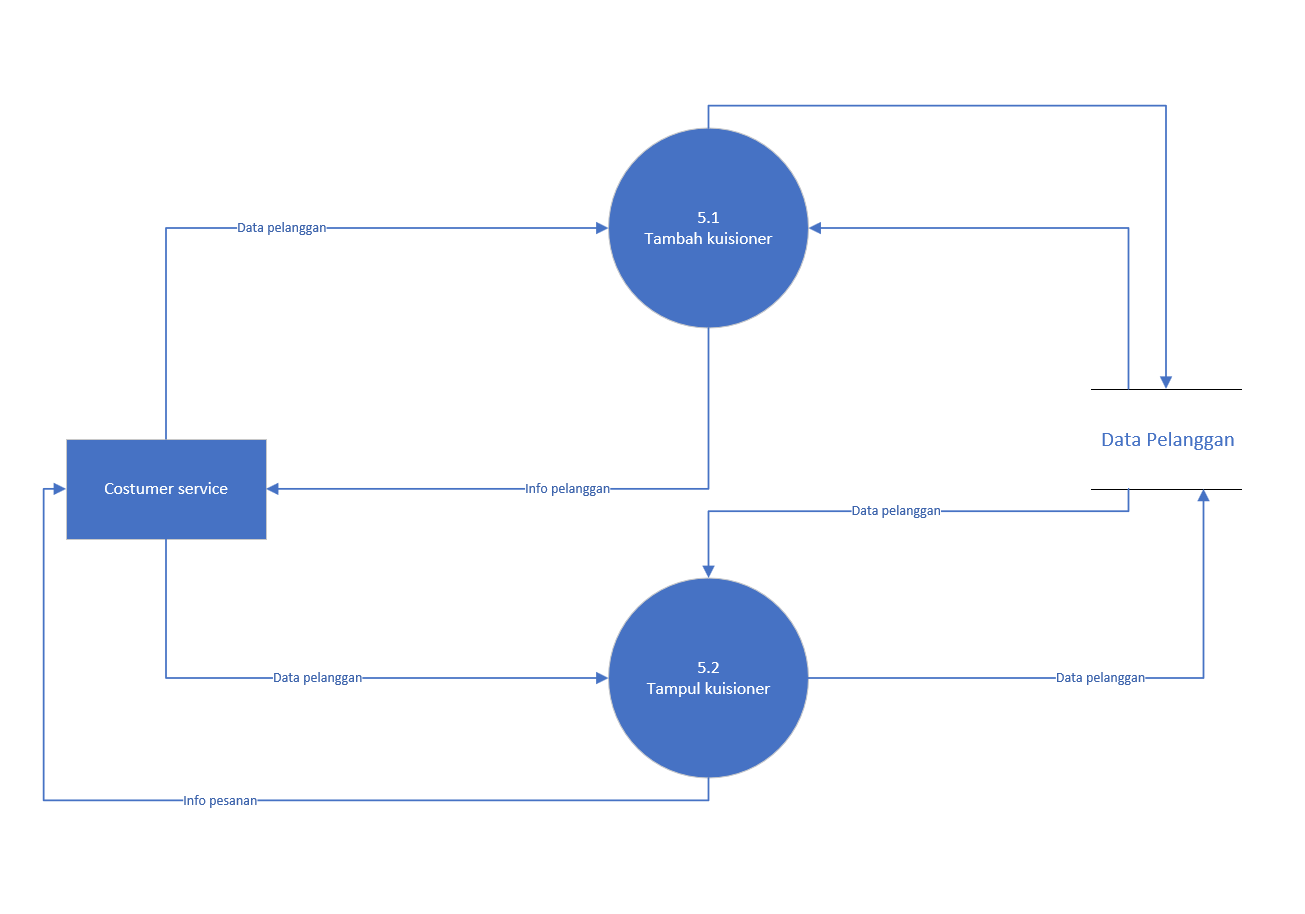 5.1
Tambah kuisioner
Data pelanggan
Data Pelanggan
Costumer service
Info pelanggan
Data pelanggan
5.2
Tampul kuisioner
Data pelanggan
Data pelanggan
Info pesanan